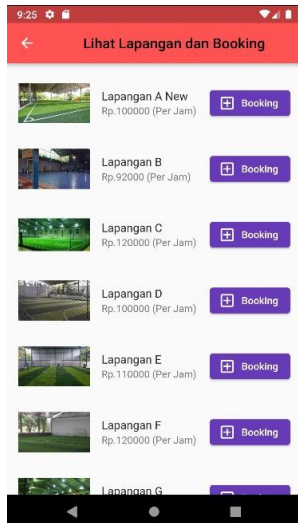 9:25
Lihat Lapangan dan Booking
Lapangan A New
Rp.100000 (Per Jam)
Booking
Lapangan B
Rp.92000 (Per Jam)
Booking
Lapangan C
Rp.120000 (Per Jam)
Booking
Lapangan D
Rp.100000 (Per Jam)
Booking
Lapangan E
Rp.110000 (Per Jam)
Booking
Lapangan F
Rp.120000 (Per Jam)
Booking
Lapangan G